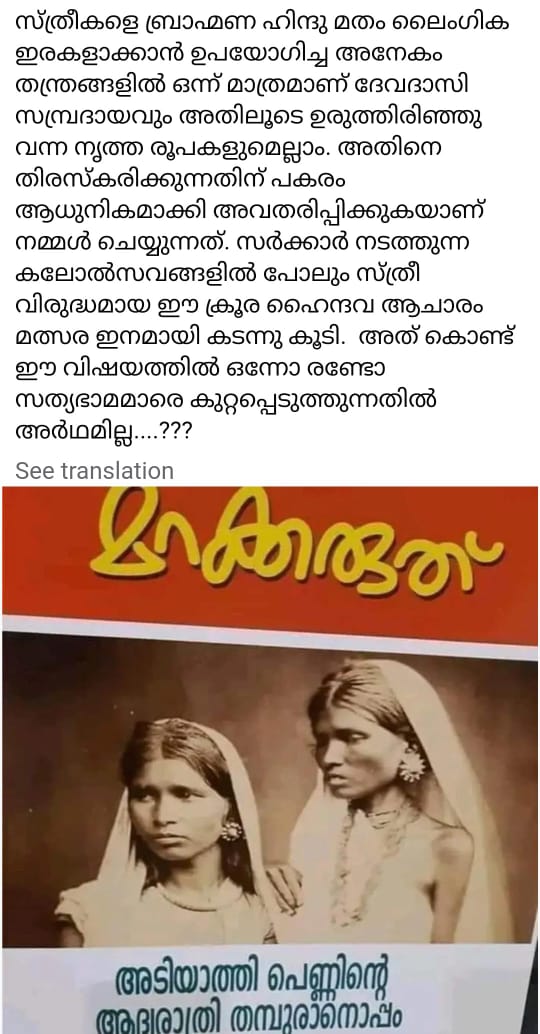 സ്ത്രീകളെ ബ്രാഹ്മണ ഹിന്ദു മതം ലൈംഗിക
ഇരകളാക്കാൻ ഉപയോഗിച്ച അനേകം
തന്ത്രങ്ങളിൽ ഒന്ന് മാത്രമാണ് ദേവദാസി
സമ്പ്രദായവും അതിലൂടെ ഉരുത്തിരിഞ്ഞു
വന്ന നൃത്ത രൂപകളുമെല്ലാം. അതിനെ
തിരസ്കരിക്കുന്നതിന് പകരം
ആധുനികമാക്കി അവതരിപ്പിക്കുകയാണ്
നമ്മൾ ചെയ്യുന്നത്. സർക്കാർ നടത്തുന്ന
കലോൽസവങ്ങളിൽ പോലും സ്ത്രീ
വിരുദ്ധമായ ഈ ക്രൂര ഹൈന്ദവ ആചാരം
മത്സര ഇനമായി കടന്നു കൂടി. അത് കൊണ്ട്
ഈ വിഷയത്തിൽ ഒന്നോ രണ്ടോ
സത്യഭാമമാരെ കുറ്റപ്പെടുത്തുന്നതിൽ
അർഥമില്ല....???
See translation
മറക്കരുത്
അടിയാത്തി പെണ്ണിന്റെ
ആദ്യരാത്രി തമ്പുരാനൊപ്പം